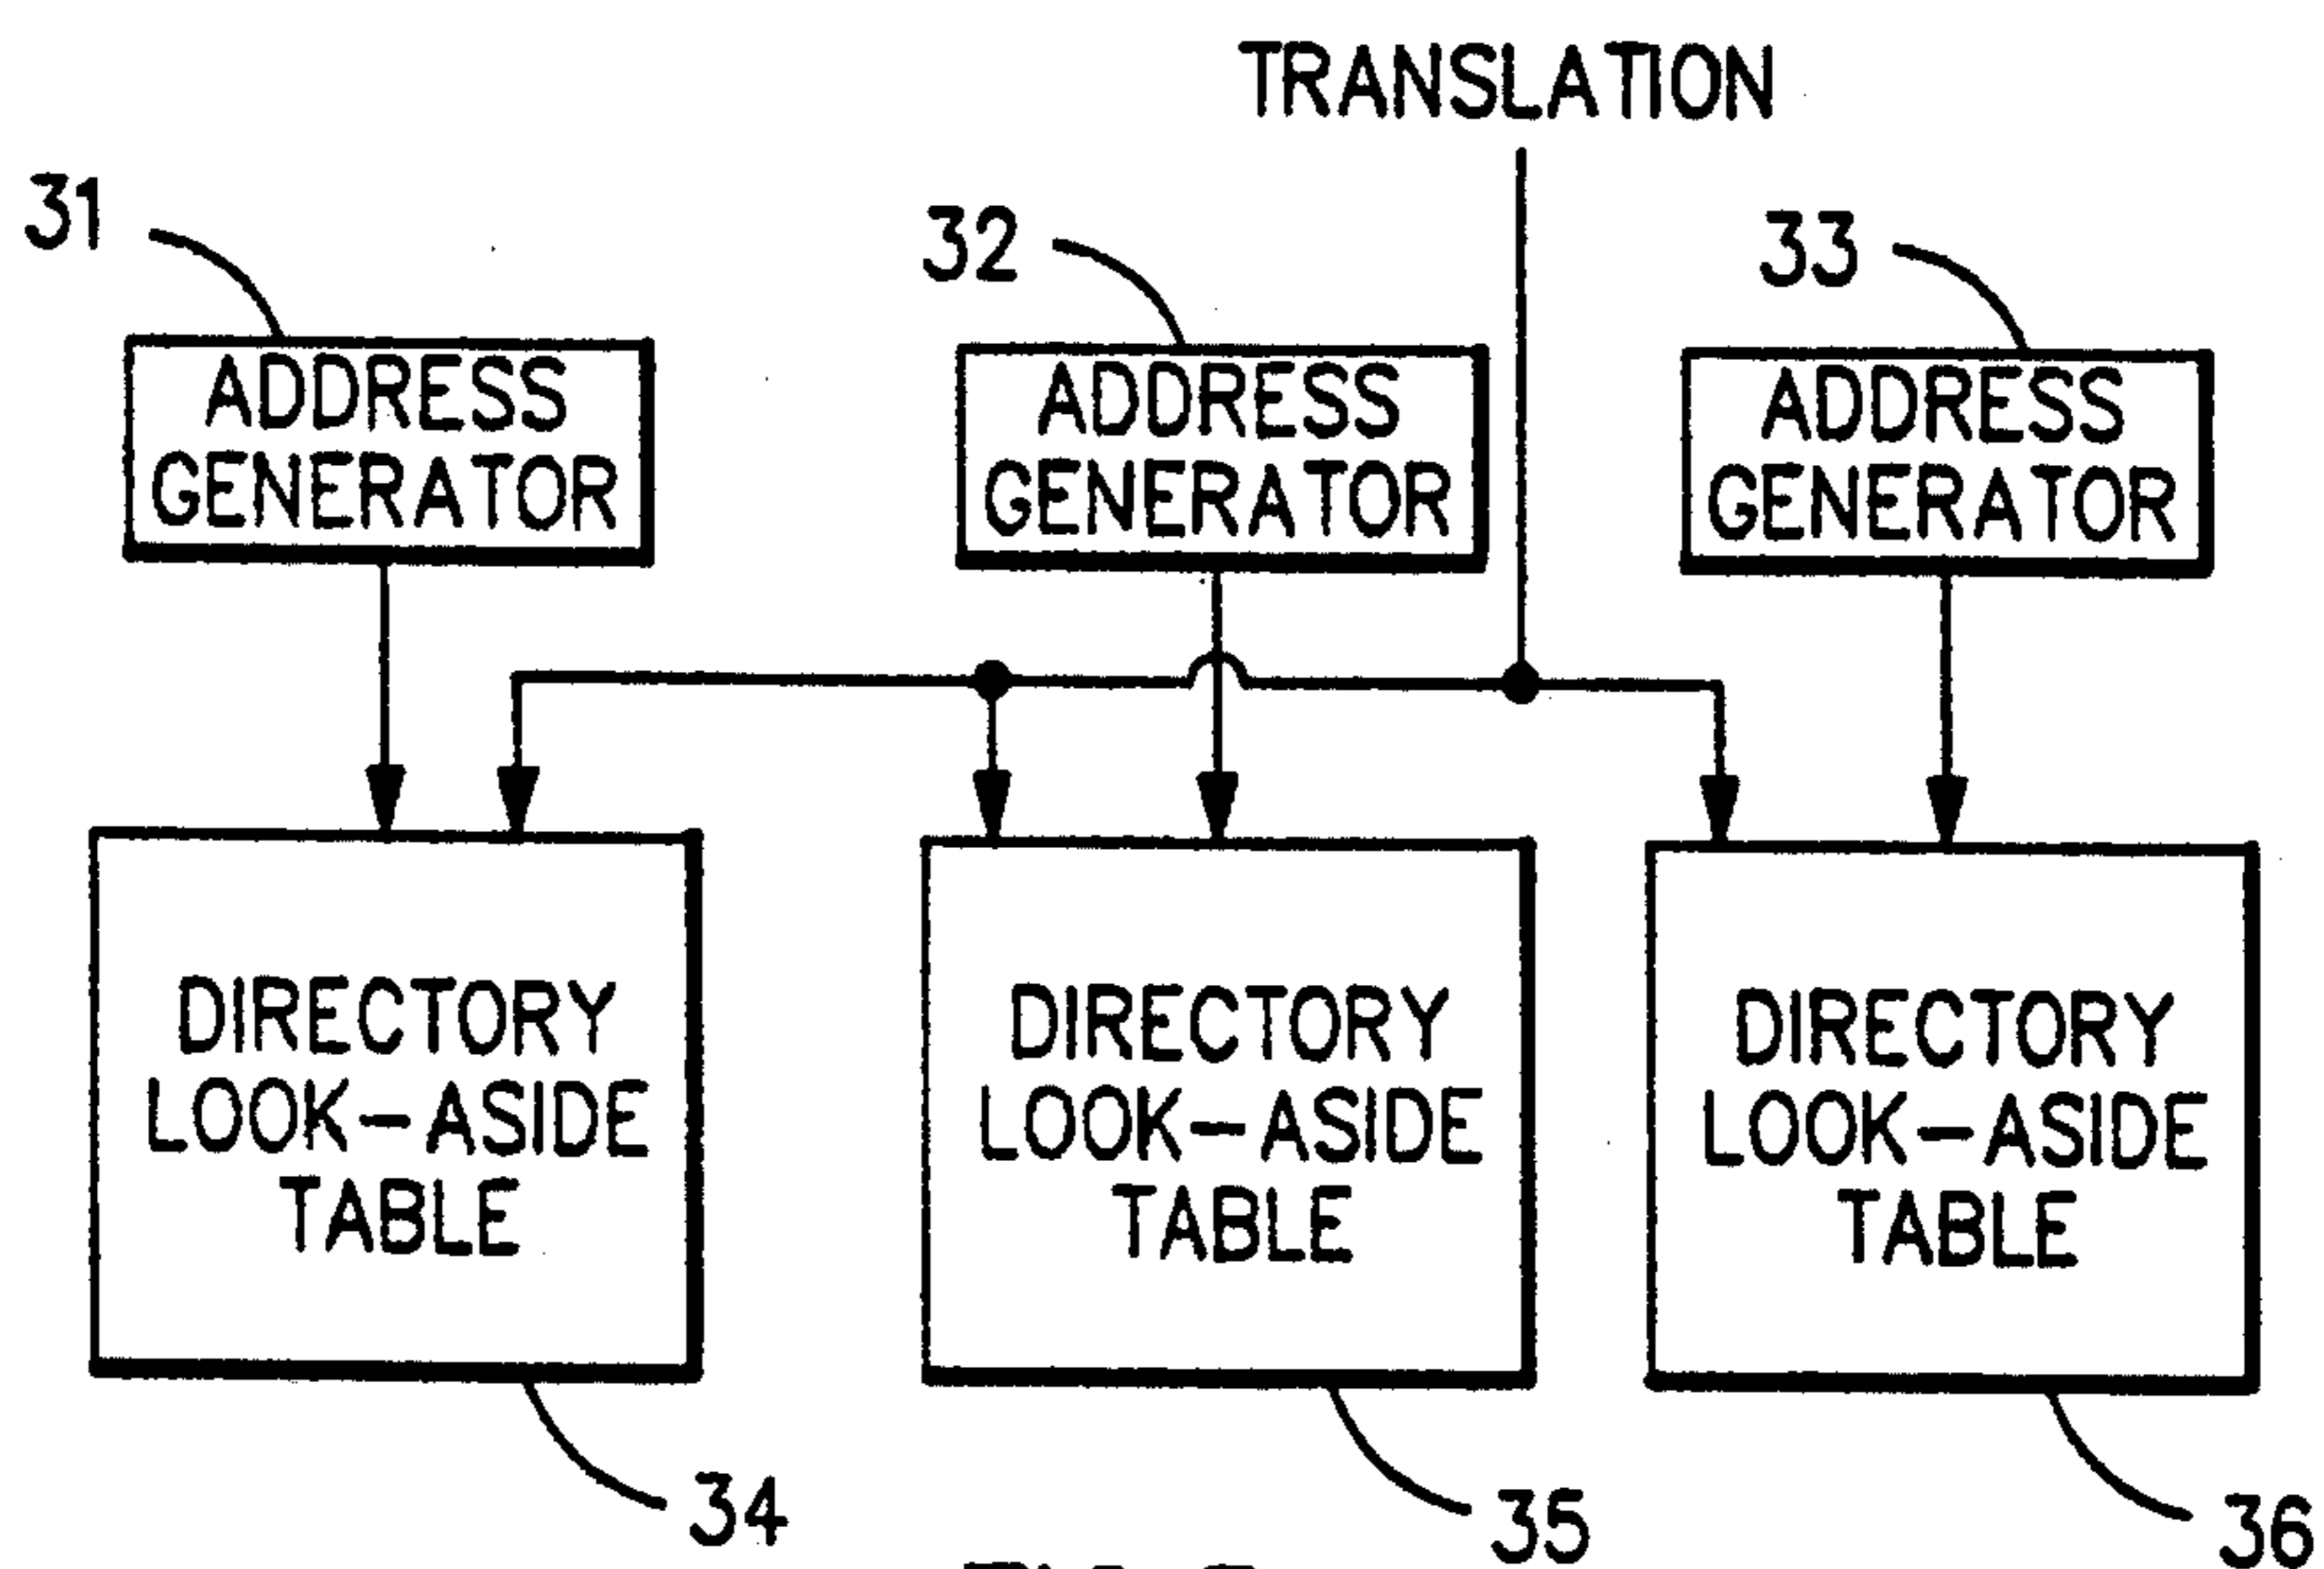 TRANSLATION
31
32
33
ADDRESS
GENERATOR
ADDRESS
GENERATOR
ADDRESS
GENERATOR
DIRECTORY
LOOK-ASIDE
TABLE
DIRECTORY
LOOK-ASIDE
TABLE
DIRECTORY
LOOK-ASIDE
TABLE
34
35
36